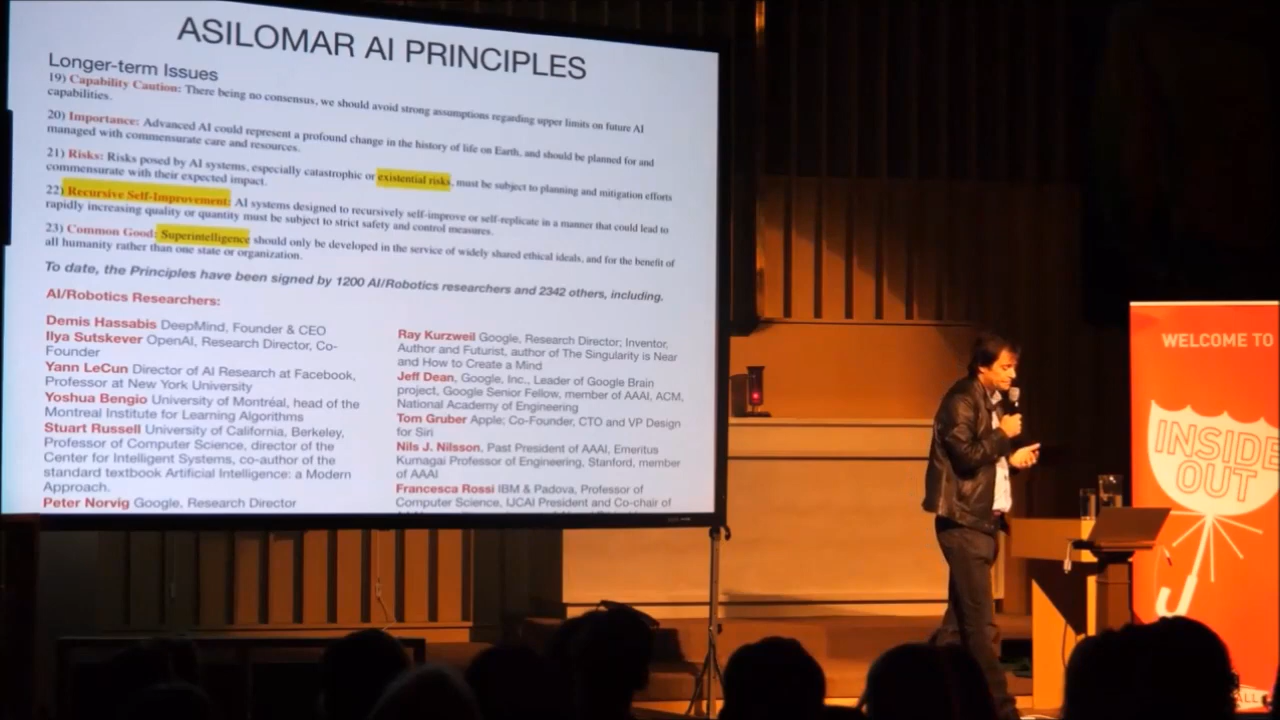 ASILOMAR AI PRINCIPLES
Longer-term Issues
19) Capability Caution: There being no consensus, we should avoid strong assumptions regarding upper limits on future AI
capabilities.
20) Importance: Advanced AI could represent a profound change in the history of life on Earth, and should be planned for and
managed with commensurate care and resources.
21) Risks: Risks posed by AI systems, especially catastrophic or existential risks, must be subject to planning and mitigation efforts
commensurate with their expected impact.
22) Recursive Self-Improvement: AI systems designed to recursively self-improve or self-replicate in a manner that could lead to
rapidly increasing quality or quantity must be subject to strict safety and control measures.
23) Common Good: Superintelligence should only be developed in the service of widely shared ethical ideals, and for the benefit of
all humanity rather than one state or organization.
To date, the Principles have been signed by 1200 AI/Robotics researchers and 2342 others, including.
AI/Robotics Researchers:
Demis Hassabis DeepMind, Founder & CEO
Ilya Sutskever OpenAI, Research Director, Co-
Founder
Yann LeCun Director of AI Research at Facebook,
Professor at New York University
Yoshua Bengio University of Montréal, head of the
Montreal Institute for Learning Algorithms
Stuart Russell University of California, Berkeley,
Professor of Computer Science, director of the
Center for Intelligent Systems, co-author of the
standard textbook Artificial Intelligence: a Modern
Approach.
Peter Norvig Google, Research Director
Ray Kurzweil Google, Research Director; Inventor,
Author and Futurist, author of The Singularity is Near
and How to Create a Mind
Jeff Dean, Google, Inc., Leader of Google Brain
project, Google Senior Fellow, member of AAAI, ACM,
National Academy of Engineering
Tom Gruber Apple; Co-Founder, CTO and VP Design
for Siri
Nils J. Nilsson, Past President of AAAI, Emeritus
Kumagai Professor of Engineering, Stanford, member
of AAAI
Francesca Rossi IBM & Padova, Professor of
Computer Science, IJCAI President and Co-chair of
WELCOME TO
INSIDE
OUT